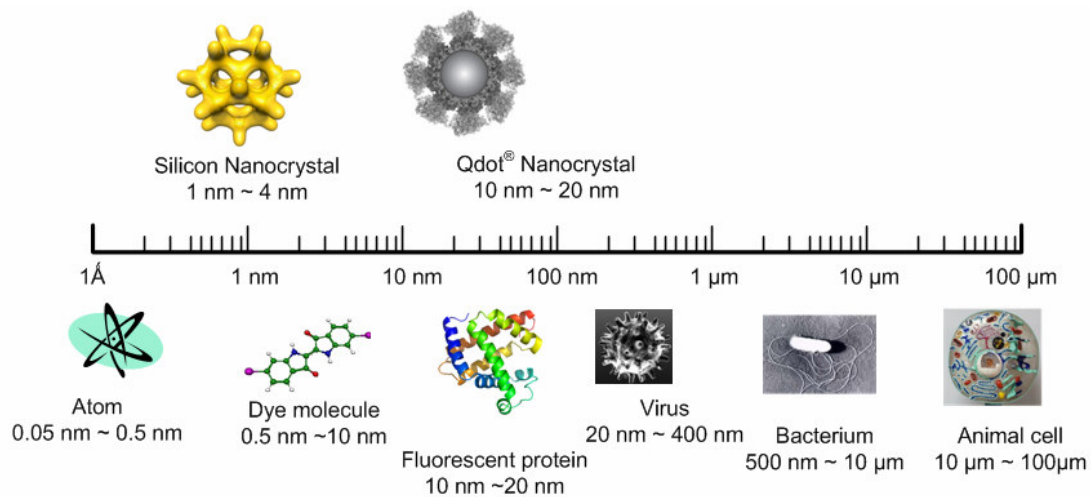 Silicon Nanocrystal
1 nm ~ 4 nm
Qdot® Nanocrystal
10 nm ~ 20 nm
1Å 1 nm 10 nm 100 nm 1 µm 10 µm 100 µm
Atom
0.05 nm ~ 0.5 nm
Dye molecule
0.5 nm ~10 nm
Fluorescent protein
10 nm ~20 nm
Virus
20 nm ~ 400 nm
Bacterium
500 nm ~ 10 µm
Animal cell
10 µm ~ 100µm